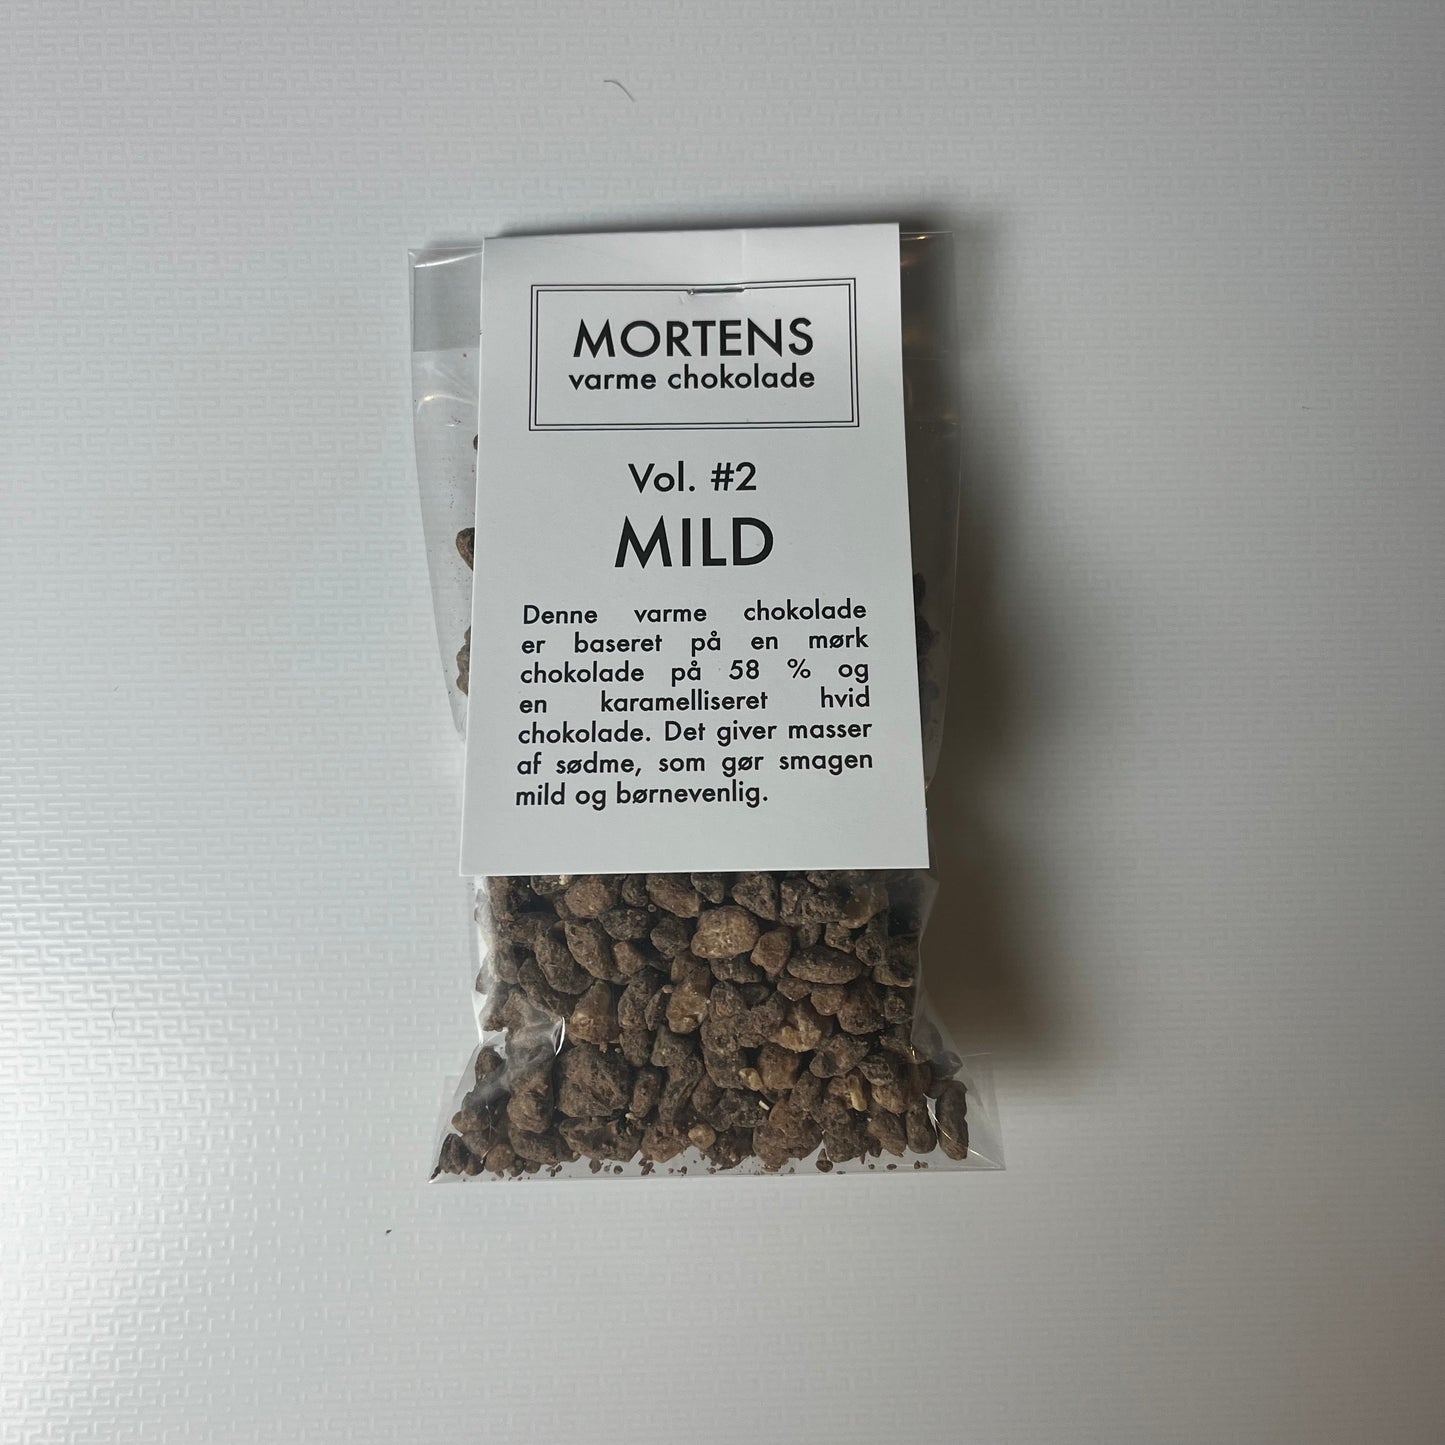 MORTENS
varme chokolade
Vol. #2
MILD
Denne varme chokolade
er baseret på en mørk
chokolade på 58 % og
en karamelliseret hvid
chokolade. Det giver masser
af sødme, som gør smagen
mild og børnevenlig.